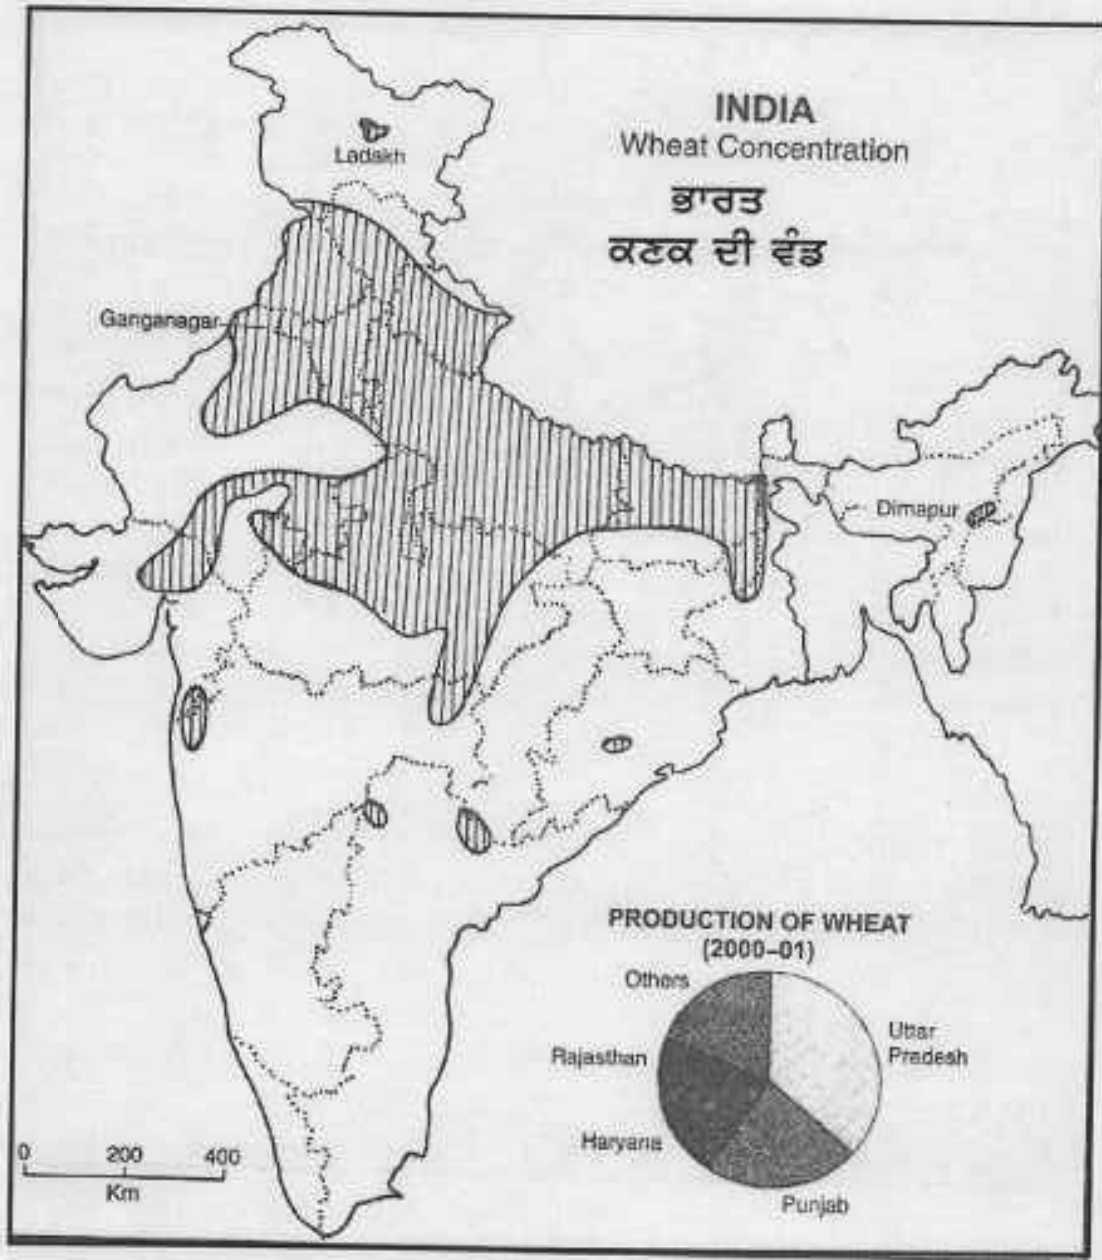 INDIA
Wheat Concentration
ਭਾਰਤ
ਕਣਕ ਦੀ ਵੰਡ
Ladakh
Ganganagar
Dimapur
PRODUCTION OF WHEAT
(2000–01)
Others
Uttar
Pradesh
Rajasthan
Haryana
Punjab
0 200 400
Km